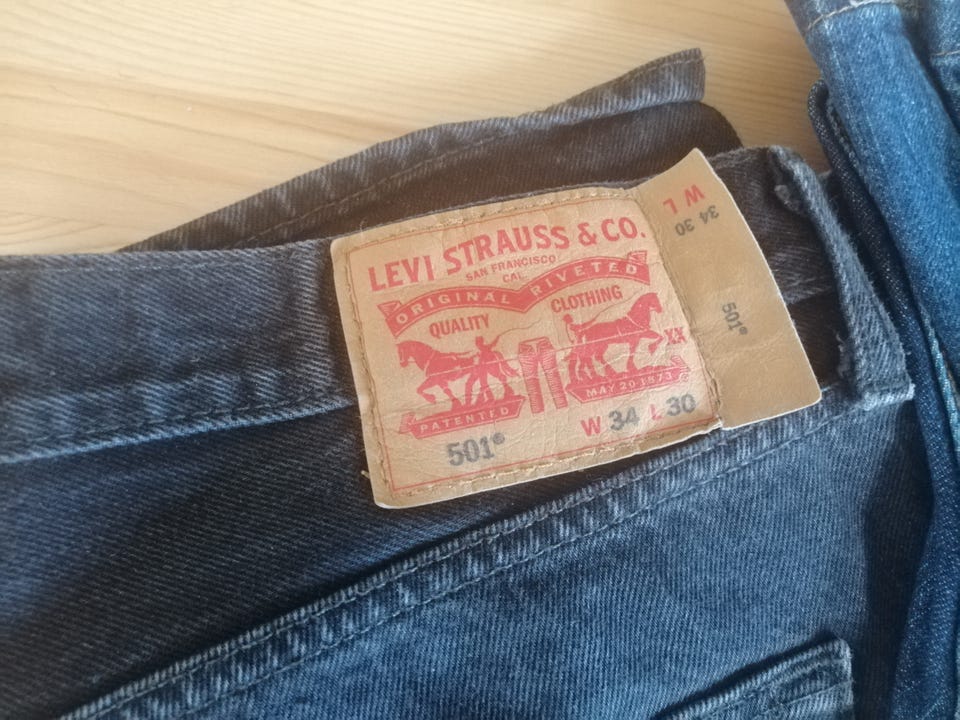 LEVI STRAUSS & CO.
SAN FRANCISCO
CAL.
ORIGINAL RIVETED
QUALITY CLOTHING
XX
PATENTED MAY 20 1873
501® W 34 L 30
W L
34 30
501®